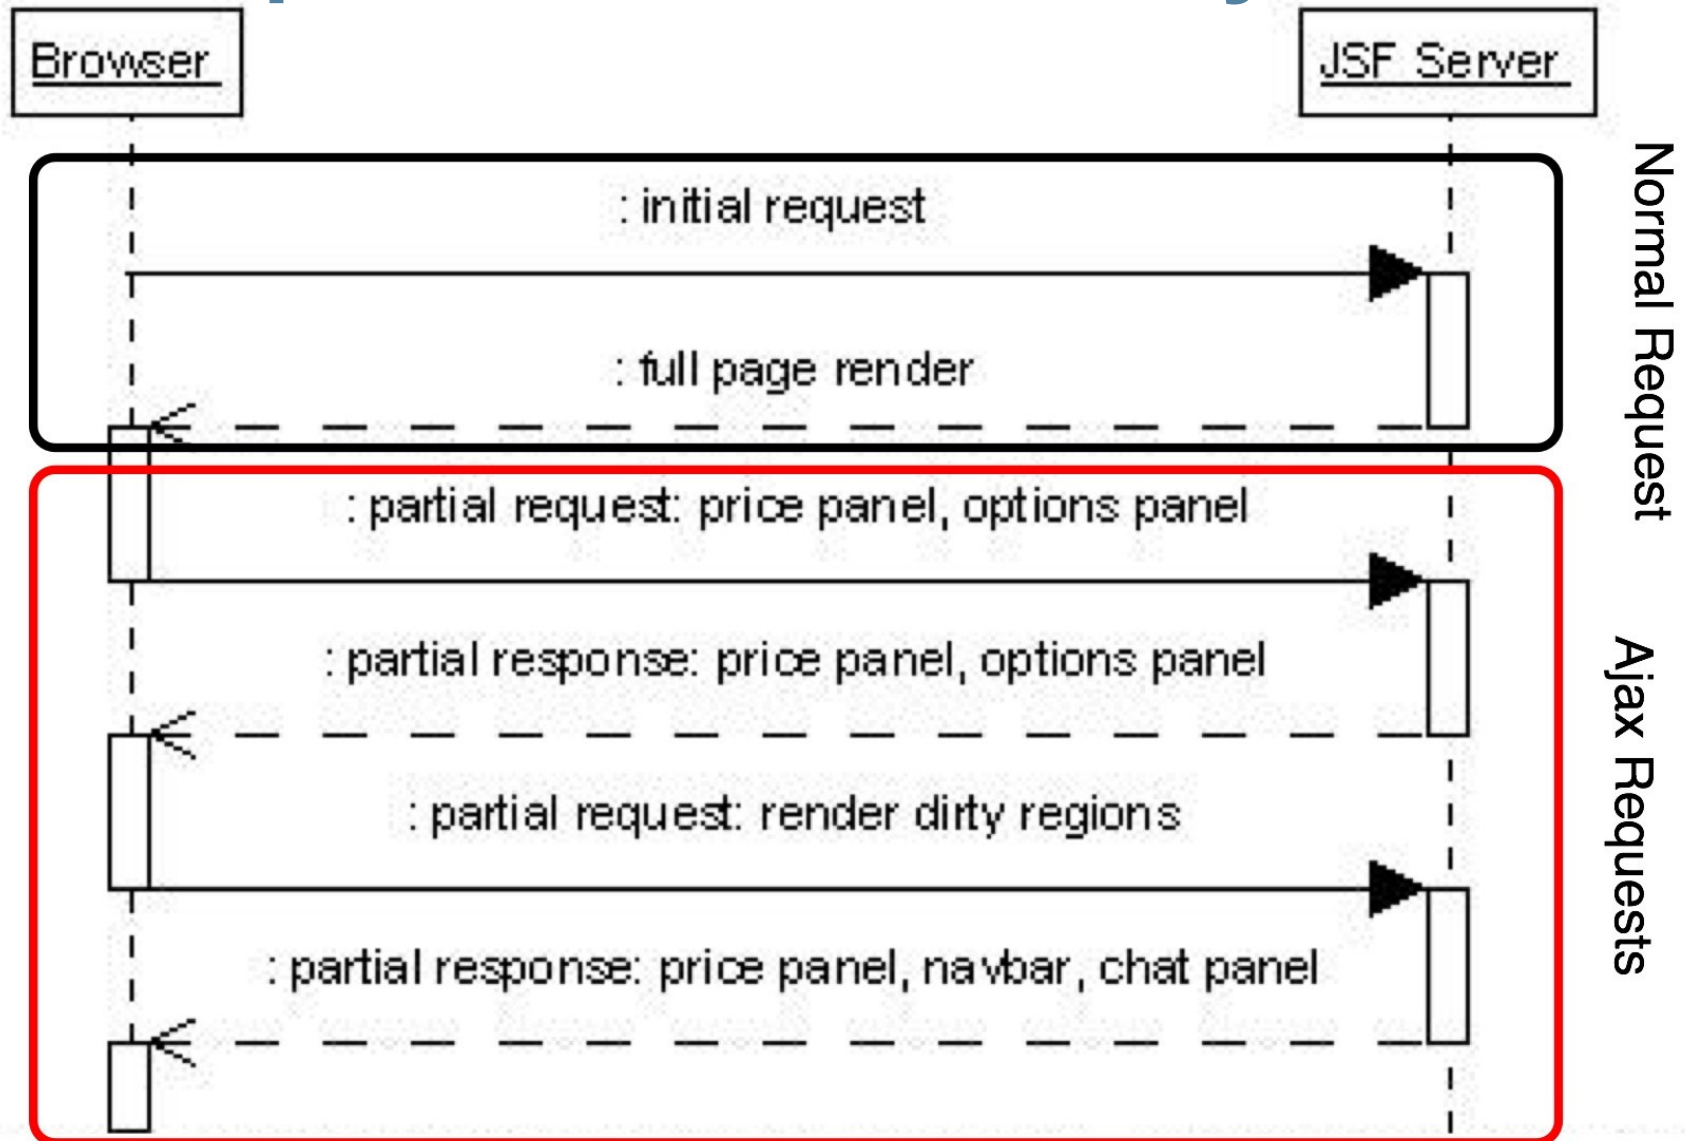 Browser
JSF Server
: initial request
: full page render
: partial request: price panel, options panel
: partial response: price panel, options panel
: partial request: render dirty regions
: partial response: price panel, navbar, chat panel
Normal Request
Ajax Requests